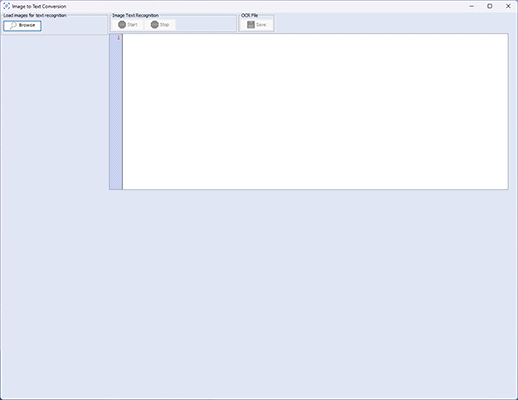 Image to Text Conversion
Load images for text recognition
Image Text Recognition
OCR File
Browse
Start
Stop
Save
1